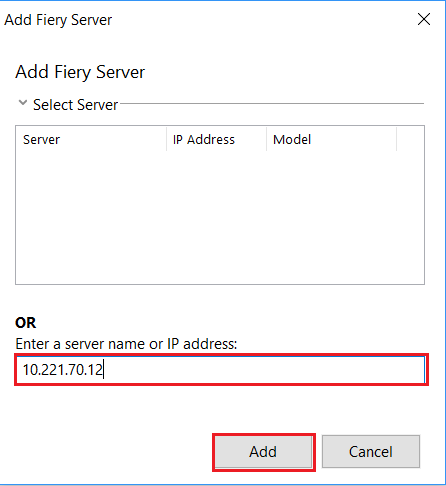 Add Fiery Server
Add Fiery Server
Select Server
Server IP Address Model
OR
Enter a server name or IP address:
10.221.70.12
Add Cancel